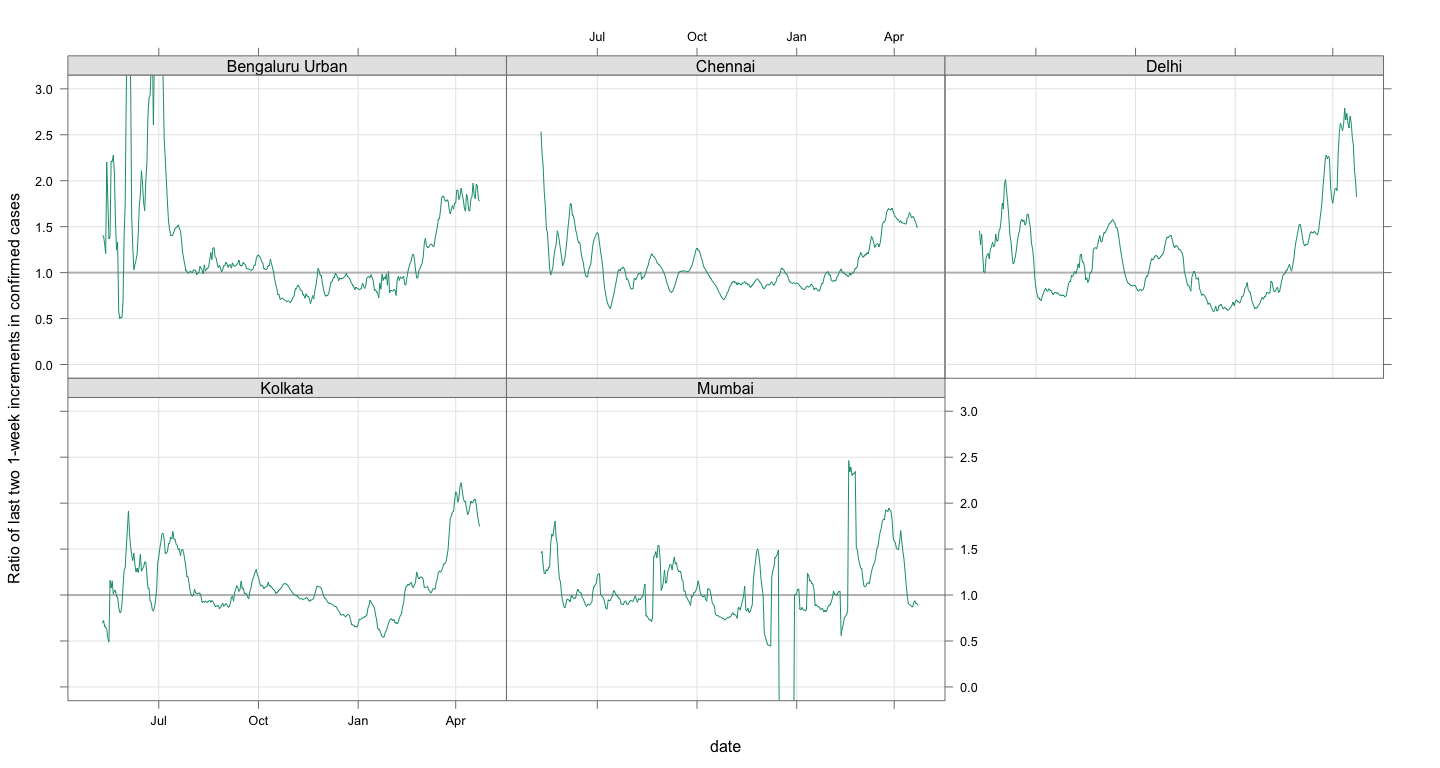 Jul Oct Jan Apr
Bengaluru Urban Chennai Delhi
3.0
2.5
2.0
1.5
1.0
0.5
0.0
Ratio of last two 1-week increments in confirmed cases
Kolkata Mumbai
3.0
2.5
2.0
1.5
1.0
0.5
0.0
Jul Oct Jan Apr
date